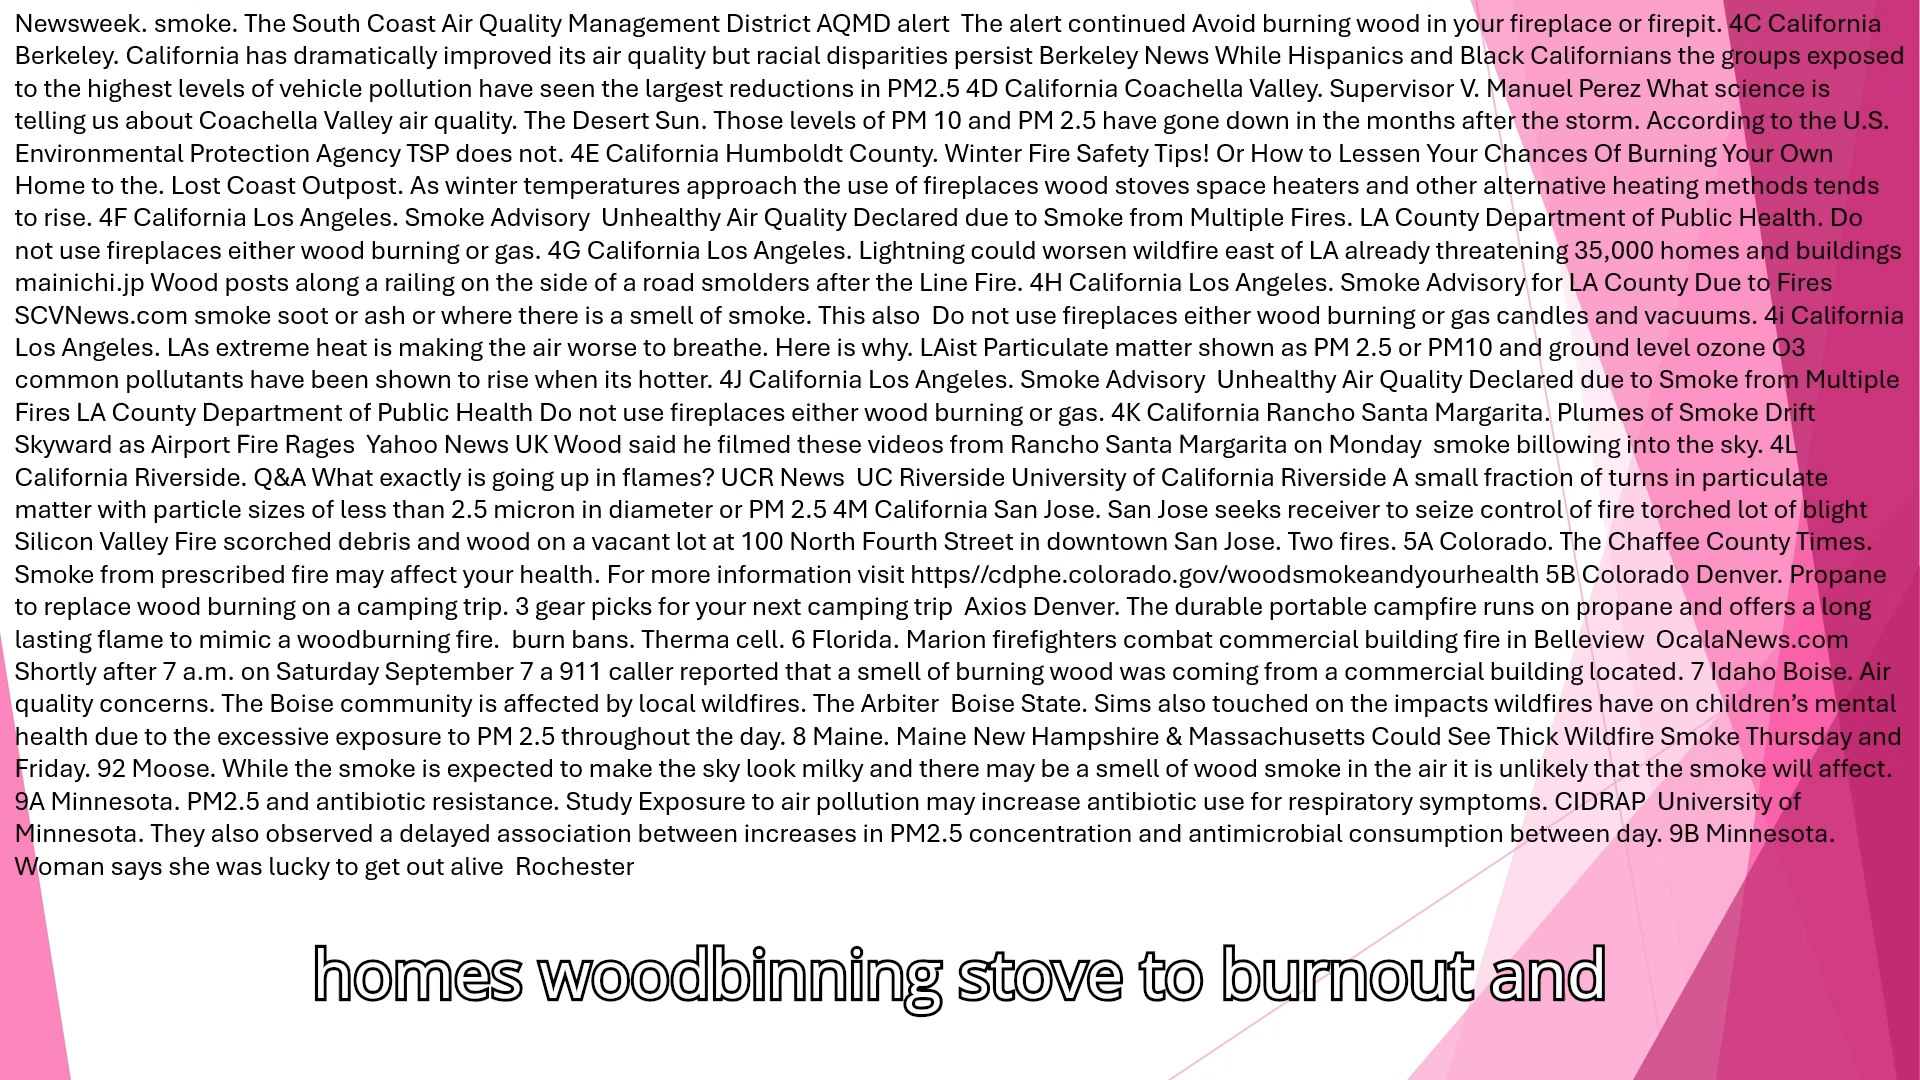 Newsweek. smoke. The South Coast Air Quality Management District AQMD alert  The alert continued Avoid burning wood in your fireplace or firepit. 4C California
Berkeley. California has dramatically improved its air quality but racial disparities persist Berkeley News While Hispanics and Black Californians the groups exposed
to the highest levels of vehicle pollution have seen the largest reductions in PM2.5 4D California Coachella Valley. Supervisor V. Manuel Perez What science is
telling us about Coachella Valley air quality. The Desert Sun. Those levels of PM 10 and PM 2.5 have gone down in the months after the storm. According to the U.S.
Environmental Protection Agency TSP does not. 4E California Humboldt County. Winter Fire Safety Tips! Or How to Lessen Your Chances Of Burning Your Own
Home to the. Lost Coast Outpost. As winter temperatures approach the use of fireplaces wood stoves space heaters and other alternative heating methods tends
to rise. 4F California Los Angeles. Smoke Advisory  Unhealthy Air Quality Declared due to Smoke from Multiple Fires. LA County Department of Public Health. Do
not use fireplaces either wood burning or gas. 4G California Los Angeles. Lightning could worsen wildfire east of LA already threatening 35,000 homes and buildings
mainichi.jp Wood posts along a railing on the side of a road smolders after the Line Fire. 4H California Los Angeles. Smoke Advisory for LA County Due to Fires
SCVNews.com smoke soot or ash or where there is a smell of smoke. This also  Do not use fireplaces either wood burning or gas candles and vacuums. 4i California
Los Angeles. LAs extreme heat is making the air worse to breathe. Here is why. LAist Particulate matter shown as PM 2.5 or PM10 and ground level ozone O3
common pollutants have been shown to rise when its hotter. 4J California Los Angeles. Smoke Advisory  Unhealthy Air Quality Declared due to Smoke from Multiple
Fires LA County Department of Public Health Do not use fireplaces either wood burning or gas. 4K California Rancho Santa Margarita. Plumes of Smoke Drift
Skyward as Airport Fire Rages  Yahoo News UK Wood said he filmed these videos from Rancho Santa Margarita on Monday  smoke billowing into the sky. 4L
California Riverside. Q&A What exactly is going up in flames? UCR News  UC Riverside University of California Riverside A small fraction of turns in particulate
matter with particle sizes of less than 2.5 micron in diameter or PM 2.5 4M California San Jose. San Jose seeks receiver to seize control of fire torched lot of blight
Silicon Valley Fire scorched debris and wood on a vacant lot at 100 North Fourth Street in downtown San Jose. Two fires. 5A Colorado. The Chaffee County Times.
Smoke from prescribed fire may affect your health. For more information visit https//cdphe.colorado.gov/woodsmokeandyourhealth 5B Colorado Denver. Propane
to replace wood burning on a camping trip. 3 gear picks for your next camping trip  Axios Denver. The durable portable campfire runs on propane and offers a long
lasting flame to mimic a woodburning fire.  burn bans. Therma cell. 6 Florida. Marion firefighters combat commercial building fire in Belleview  OcalaNews.com
Shortly after 7 a.m. on Saturday September 7 a 911 caller reported that a smell of burning wood was coming from a commercial building located. 7 Idaho Boise. Air
quality concerns. The Boise community is affected by local wildfires. The Arbiter  Boise State. Sims also touched on the impacts wildfires have on children’s mental
health due to the excessive exposure to PM 2.5 throughout the day. 8 Maine. Maine New Hampshire & Massachusetts Could See Thick Wildfire Smoke Thursday and
Friday. 92 Moose. While the smoke is expected to make the sky look milky and there may be a smell of wood smoke in the air it is unlikely that the smoke will affect.
9A Minnesota. PM2.5 and antibiotic resistance. Study Exposure to air pollution may increase antibiotic use for respiratory symptoms. CIDRAP  University of
Minnesota. They also observed a delayed association between increases in PM2.5 concentration and antimicrobial consumption between day. 9B Minnesota.
Woman says she was lucky to get out alive  Rochester
homes woodbinning stove to burnout and